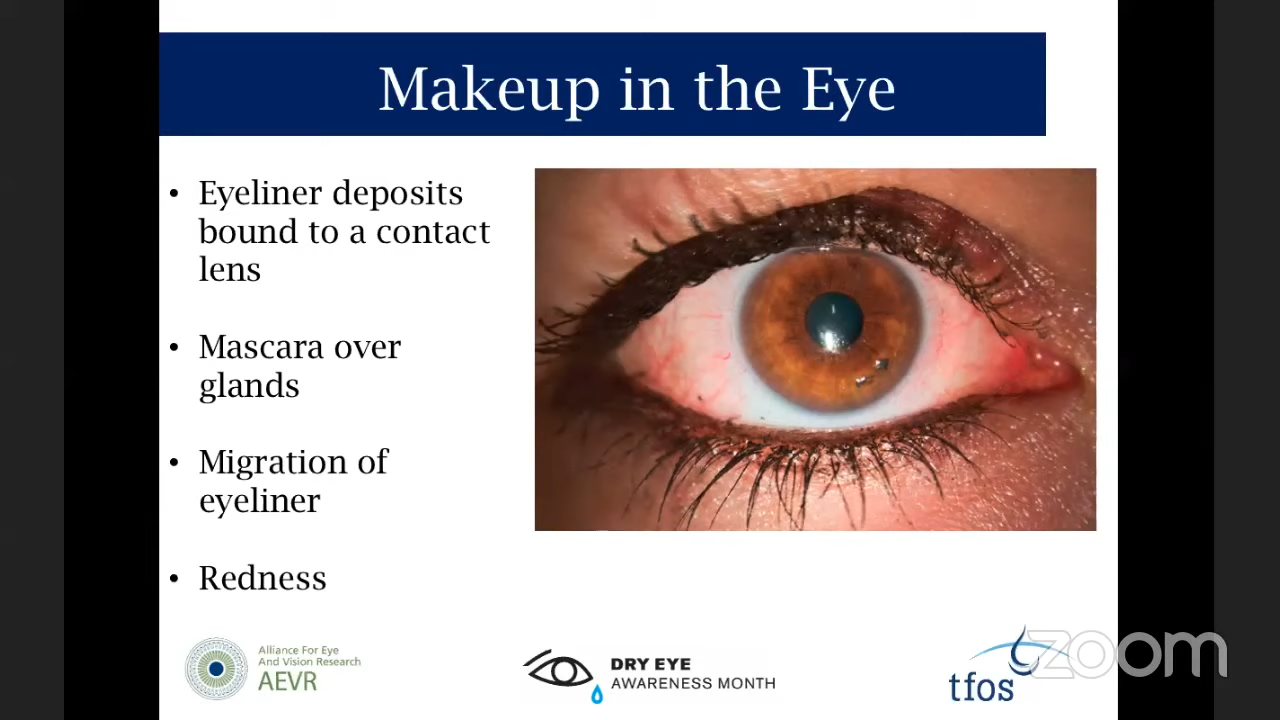 Makeup in the Eye
• Eyeliner deposits
bound to a contact
lens
• Mascara over
glands
• Migration of
eyeliner
• Redness
Alliance For Eye
And Vision Research
AEVR
DRY EYE
AWARENESS MONTH
tfos
zoom